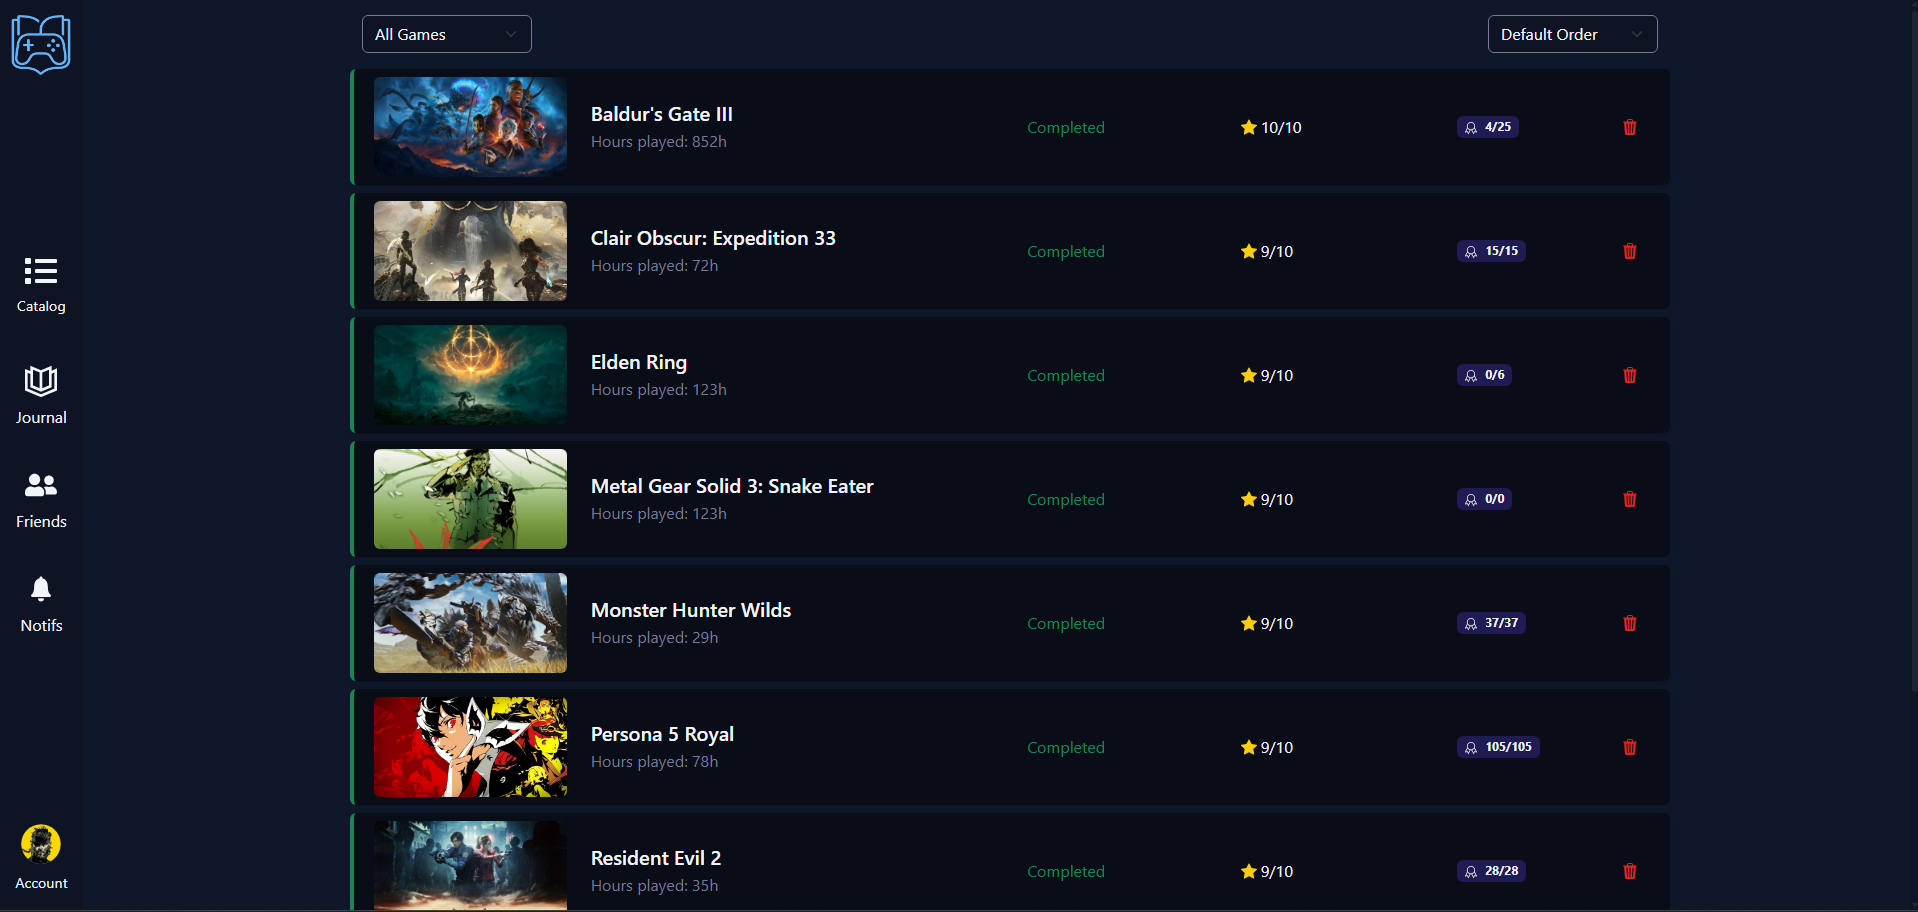 All Games
Default Order
Baldur's Gate III
Hours played: 852h
Completed
10/10
4/25
Clair Obscur: Expedition 33
Hours played: 72h
Completed
9/10
15/15
Elden Ring
Hours played: 123h
Completed
9/10
0/6
Metal Gear Solid 3: Snake Eater
Hours played: 123h
Completed
9/10
0/0
Monster Hunter Wilds
Hours played: 29h
Completed
9/10
37/37
Persona 5 Royal
Hours played: 78h
Completed
9/10
105/105
Resident Evil 2
Hours played: 35h
Completed
9/10
28/28
Catalog
Journal
Friends
Notifs
Account